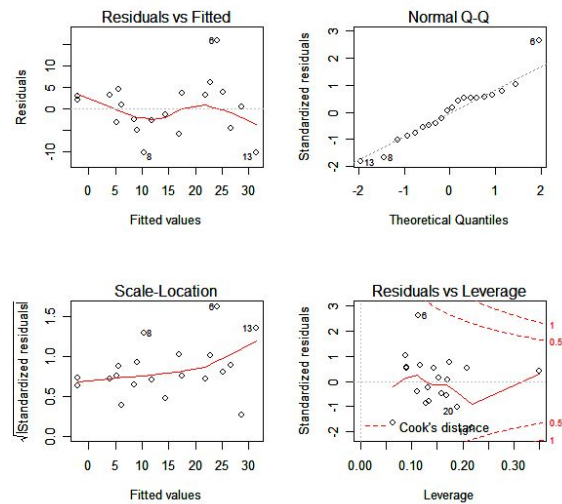 Residuals vs Fitted
Residuals
-10 0 5 15
6
8
13
0 5 10 15 20 25 30
Fitted values
Normal Q-Q
Standardized residuals
-2 -1 0 1 2 3
6
13
8
-2 -1 0 1 2
Theoretical Quantiles
Scale-Location
√|Standardized residuals|
0.0 0.5 1.0 1.5
6
8
13
0 5 10 15 20 25 30
Fitted values
Residuals vs Leverage
Standardized residuals
-2 -1 0 1 2 3
6
20
13
1
0.5
0.5
1
Cook's distance
0.00 0.10 0.20 0.30
Leverage